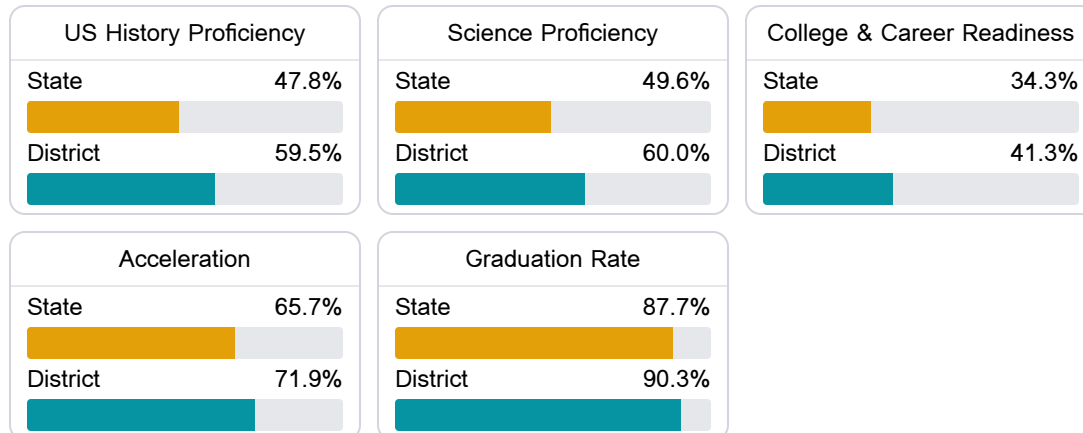 US History Proficiency
State 47.8%
District 59.5%
Science Proficiency
State 49.6%
District 60.0%
College & Career Readiness
State 34.3%
District 41.3%
Acceleration
State 65.7%
District 71.9%
Graduation Rate
State 87.7%
District 90.3%